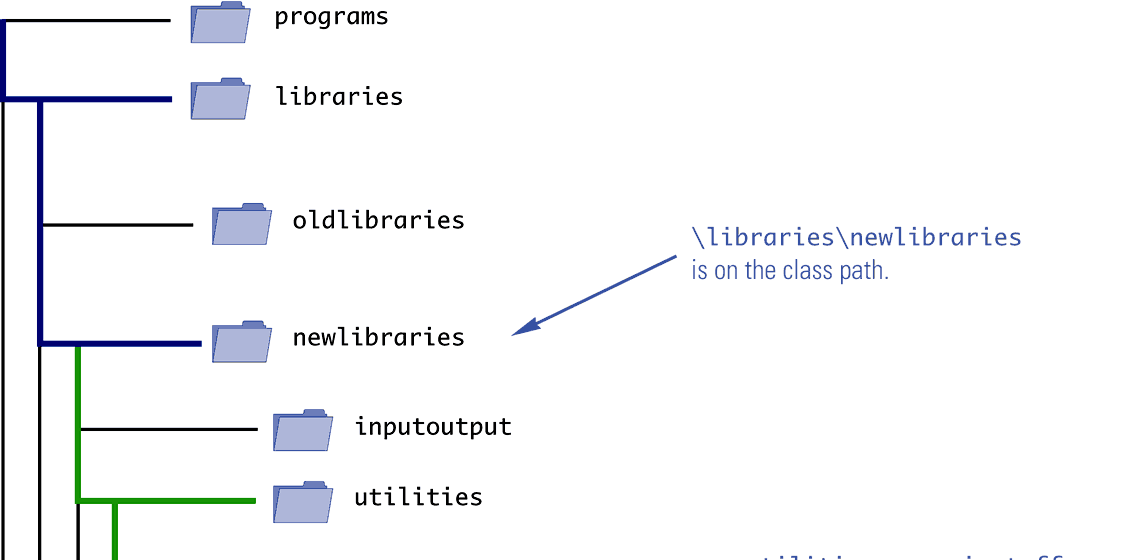 programs
libraries
oldlibraries
\libraries\newlibraries
is on the class path.
newlibraries
inputoutput
utilities